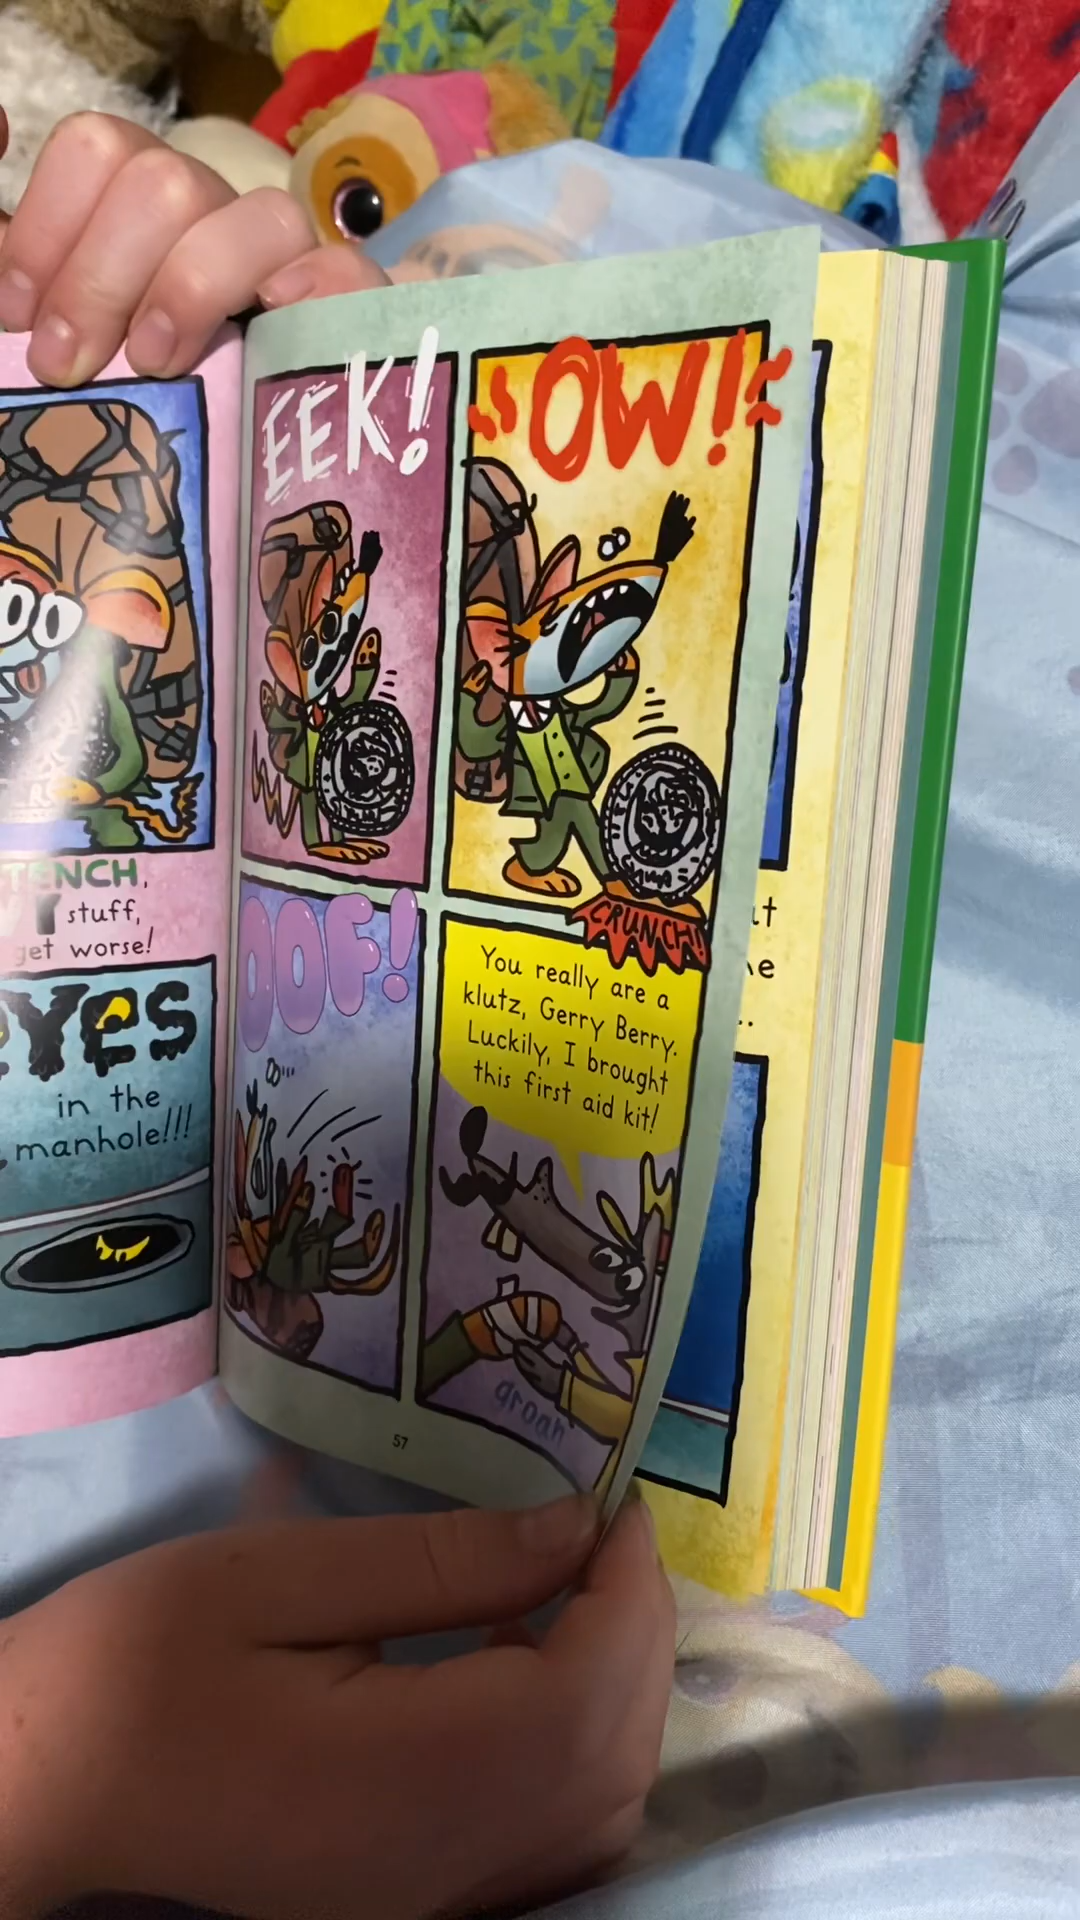 TENCH,
stuff,
get worse!
eYes
in the
manhole!!!
EEK!
OW!
CRUNCH!
OOF!
You really are a
klutz, Gerry Berry.
Luckily, I brought
this first aid kit!
groan
57